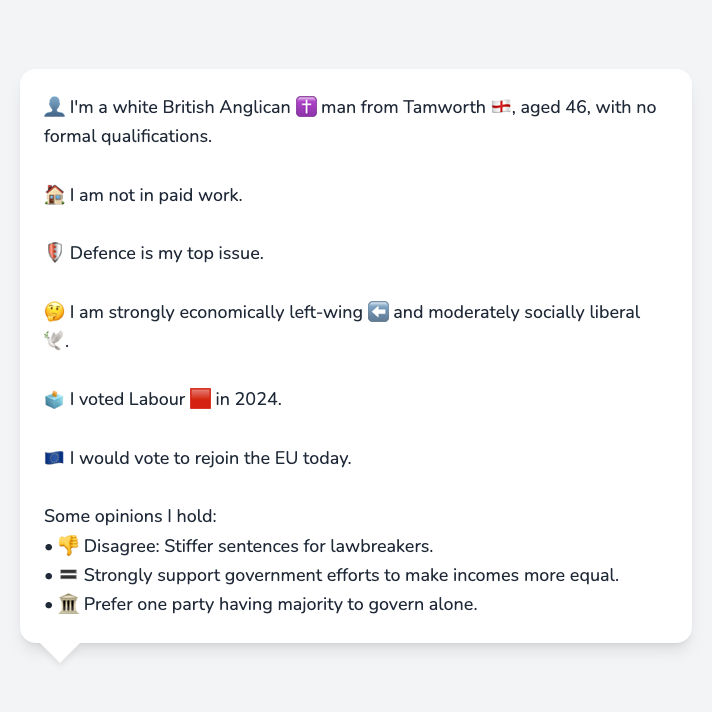 👤 I'm a white British Anglican ✝️ man from Tamworth 🏴󠁧󠁢󠁥󠁮󠁧󠁿, aged 46, with no
formal qualifications.
🏠 I am not in paid work.
🛡️ Defence is my top issue.
🤔 I am strongly economically left-wing ⬅️ and moderately socially liberal
🕊️.
🗳️ I voted Labour 🟥 in 2024.
🇪🇺 I would vote to rejoin the EU today.
Some opinions I hold:
• 👎 Disagree: Stiffer sentences for lawbreakers.
• 🟰 Strongly support government efforts to make incomes more equal.
• 🏛️ Prefer one party having majority to govern alone.